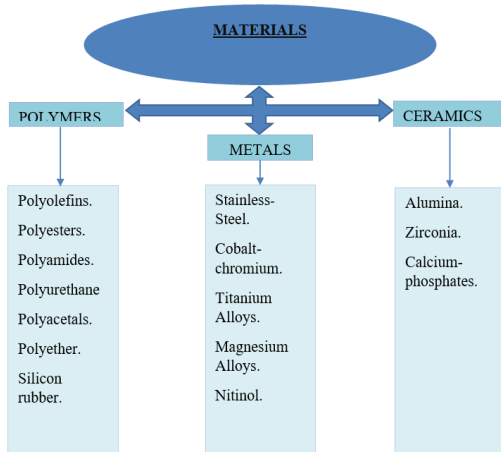 MATERIALS
POLYMERS
METALS
CERAMICS
Polyolefins.
Polyesters.
Polyamides.
Polyurethane
Polyacetals.
Polyether.
Silicon
rubber.
Stainless-
Steel.
Cobalt-
chromium.
Titanium
Alloys.
Magnesium
Alloys.
Nitinol.
Alumina.
Zirconia.
Calcium-
phosphates.